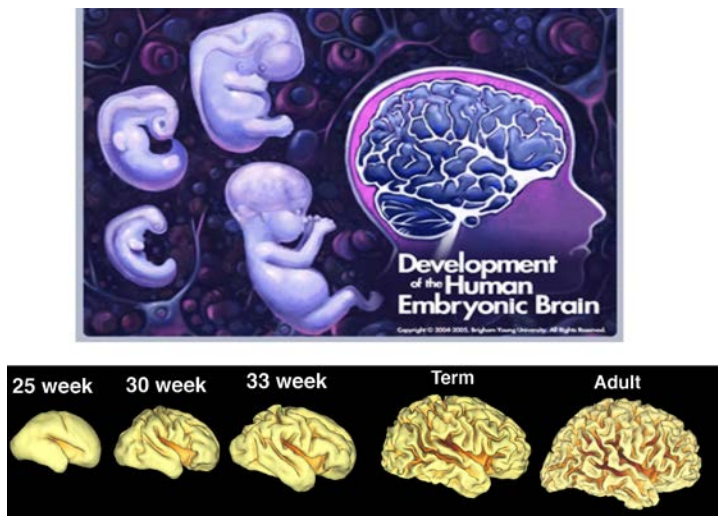 Development
of the Human
Embryonic Brain
Copyright © 2004-2005, Brigham Young University. All Rights Reserved.
25 week 30 week 33 week Term Adult